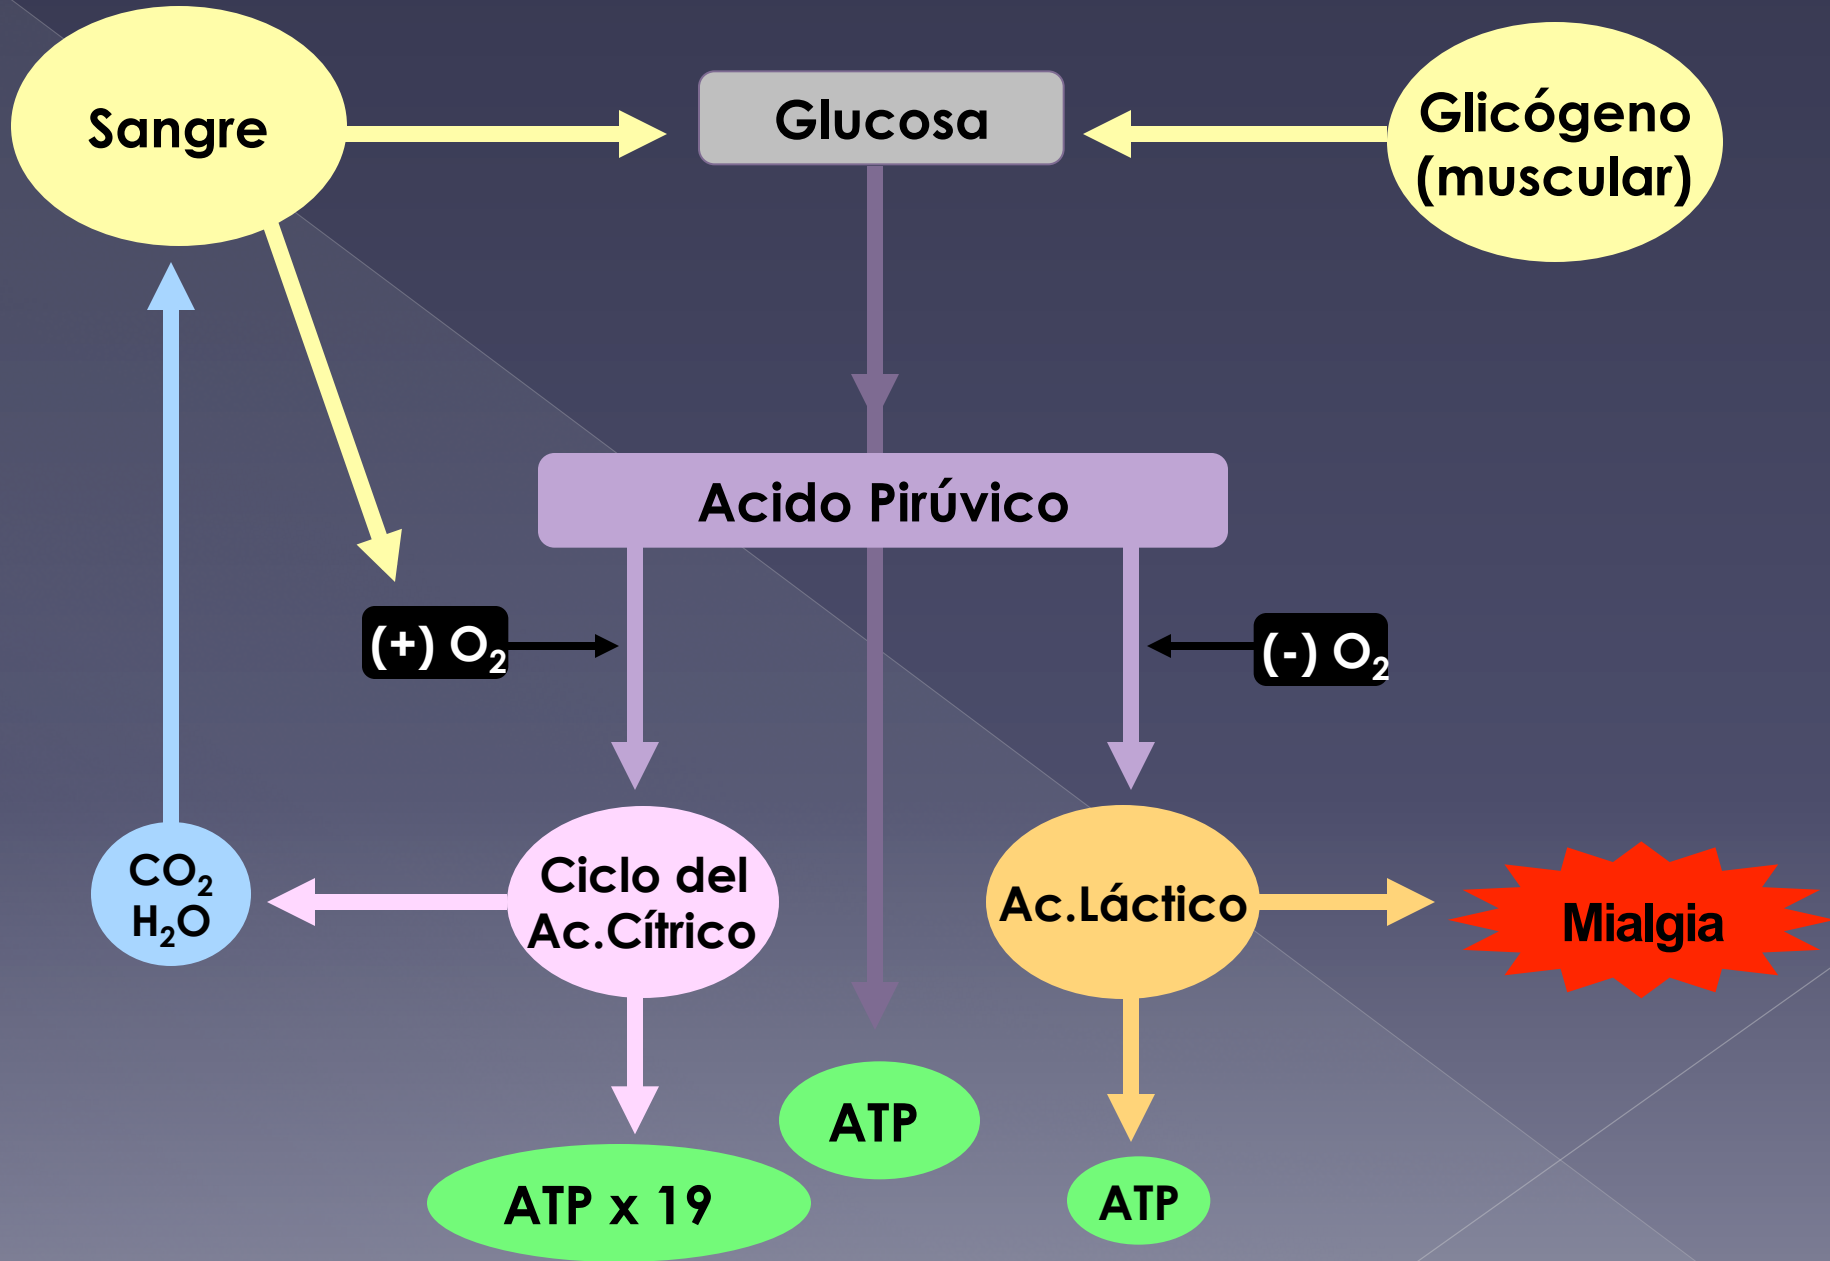 Sangre
Glucosa
Glicógeno
(muscular)
Acido Pirúvico
(+) O₂
(-) O₂
CO₂
H₂O
Ciclo del
Ac.Cítrico
Ac.Láctico
Mialgia
ATP
ATP x 19
ATP